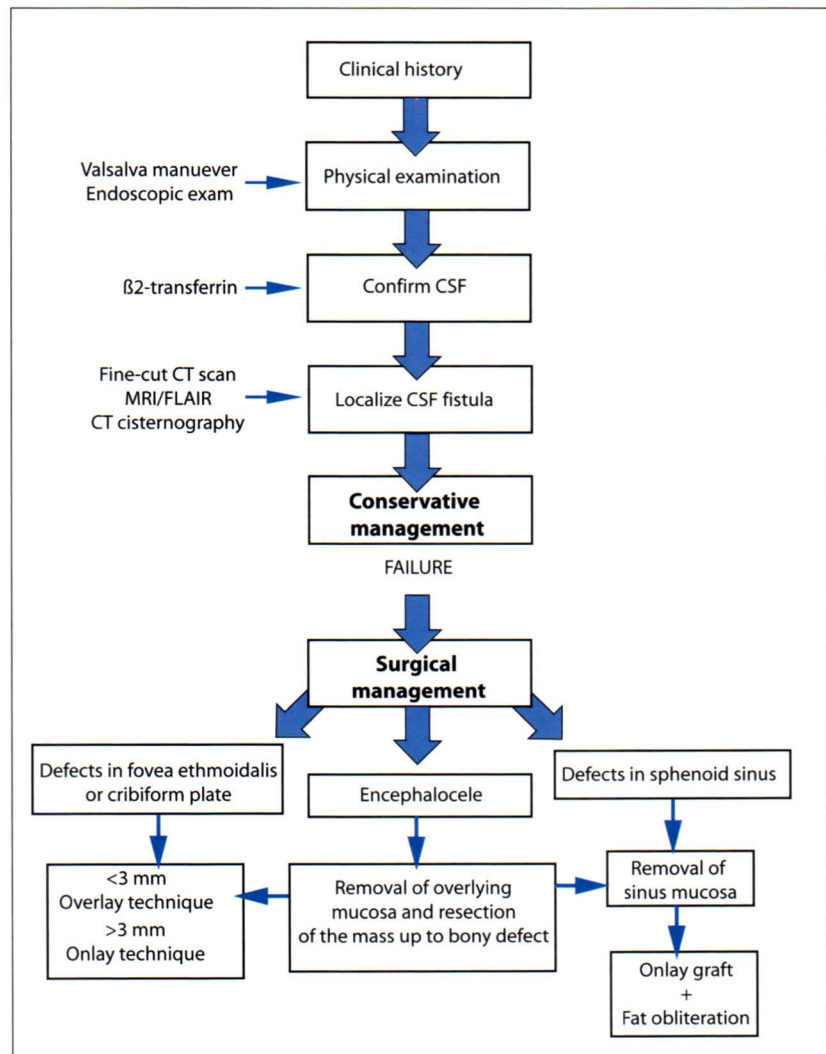 Clinical history
Valsalva manuever
Endoscopic exam
Physical examination
ß2-transferrin
Confirm CSF
Fine-cut CT scan
MRI/FLAIR
CT cisternography
Localize CSF fistula
Conservative
management
FAILURE
Surgical
management
Defects in fovea ethmoidalis
or cribiform plate
Encephalocele
Defects in sphenoid sinus
<3 mm
Overlay technique
>3 mm
Onlay technique
Removal of overlying
mucosa and resection
of the mass up to bony defect
Removal of
sinus mucosa
Onlay graft
+
Fat obliteration